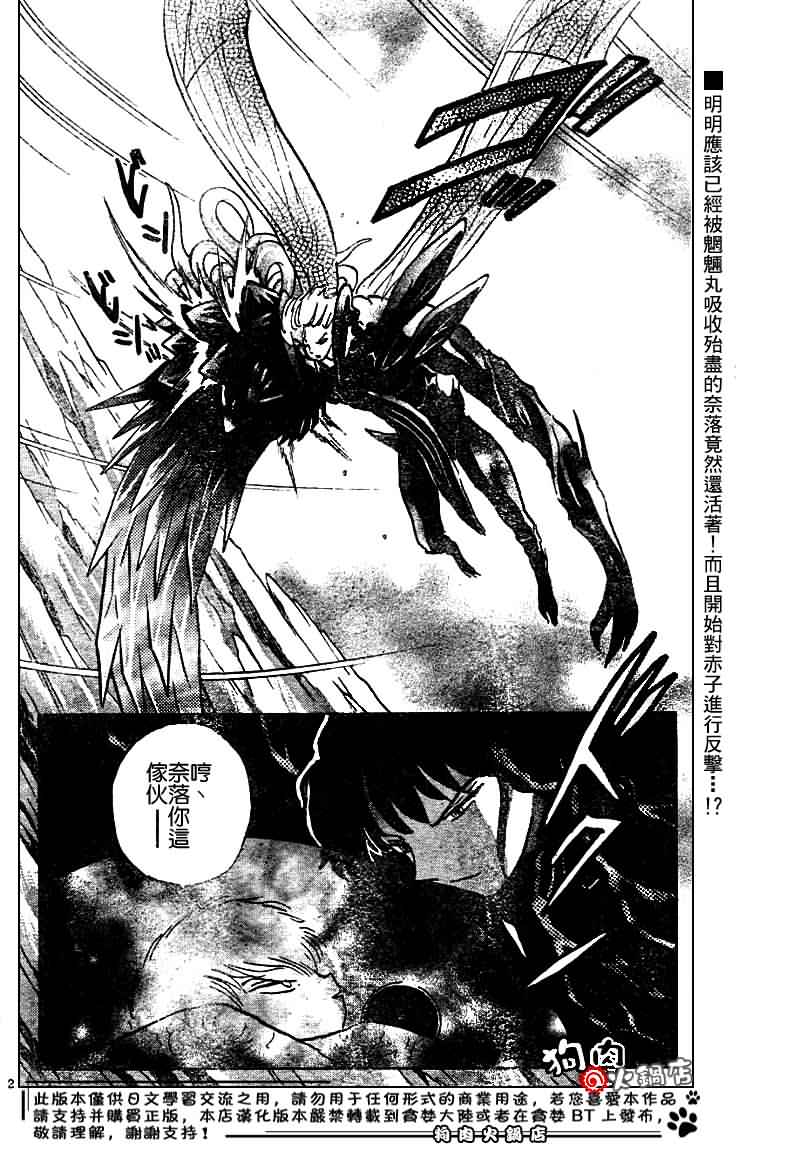 ■明明應該已經被魍魎丸吸收殆盡的奈落竟然還活著！而且開始對赤子進行反擊…!?
哼、
奈落你這
傢伙——
狗肉
火鍋店
2
此版本僅供日文學習交流之用，請勿用于任何形式的商業用途，若您喜愛本作品
請支持并購買正版，本店漢化版本嚴禁轉載到貪婪大陸或者在貪婪BT上發布，
敬請理解，謝謝支持！
狗肉火鍋店